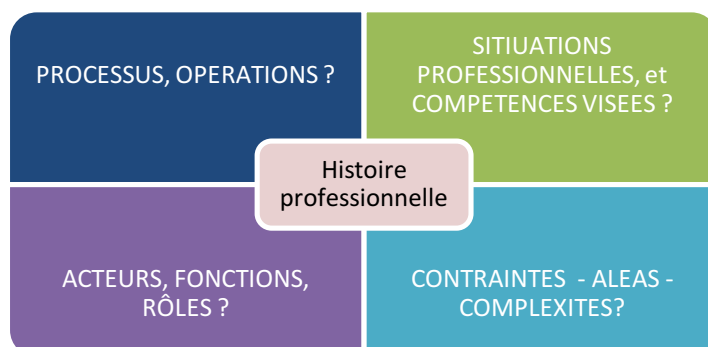 PROCESSUS, OPERATIONS ?
SITIUATIONS
PROFESSIONNELLES, et
COMPETENCES VISEES ?
Histoire
professionnelle
ACTEURS, FONCTIONS,
RÔLES ?
CONTRAINTES - ALEAS -
COMPLEXITES?